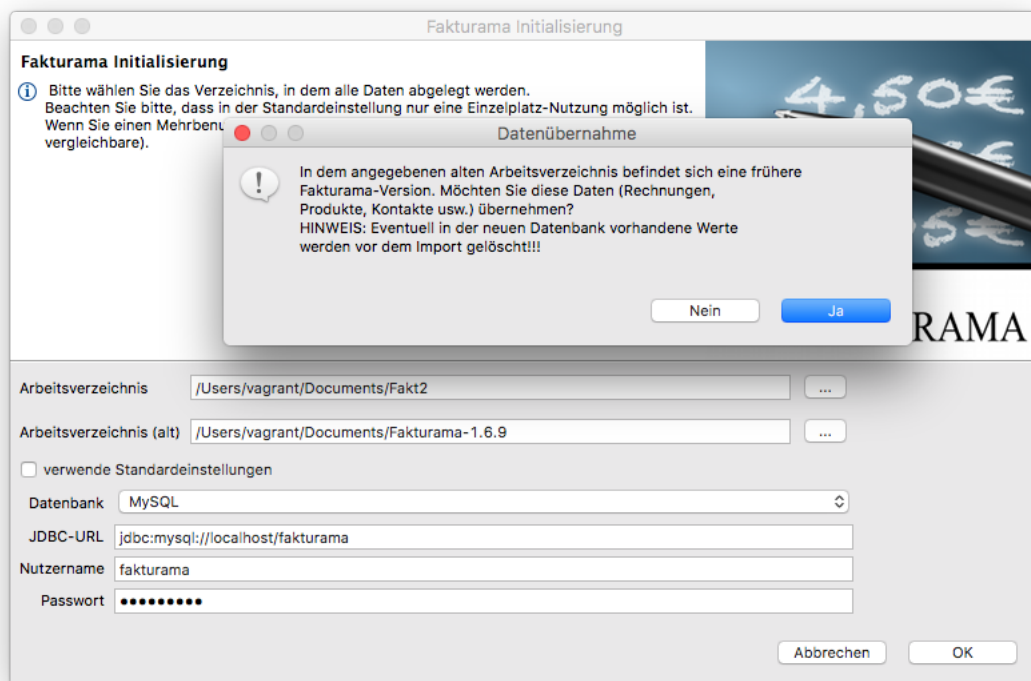 Fakturama Initialisierung
Fakturama Initialisierung
Bitte wählen Sie das Verzeichnis, in dem alle Daten abgelegt werden.
Beachten Sie bitte, dass in der Standardeinstellung nur eine Einzelplatz-Nutzung möglich ist.
Wenn Sie einen
vergleichbare).
4,50€
Datenübernahme
In dem angegebenen alten Arbeitsverzeichnis befindet sich eine frühere
Fakturama-Version. Möchten Sie diese Daten (Rechnungen,
Produkte, Kontakte usw.) übernehmen?
HINWEIS: Eventuell in der neuen Datenbank vorhandene Werte
werden vor dem Import gelöscht!!!
Nein
Ja
RAMA
Arbeitsverzeichnis
/Users/vagrant/Documents/Fakt2
...
Arbeitsverzeichnis (alt)
/Users/vagrant/Documents/Fakturama-1.6.9
...
verwende Standardeinstellungen
Datenbank
MySQL
JDBC-URL
jdbc:mysql://localhost/fakturama
Nutzername
fakturama
Passwort
•••••••••
Abbrechen
OK